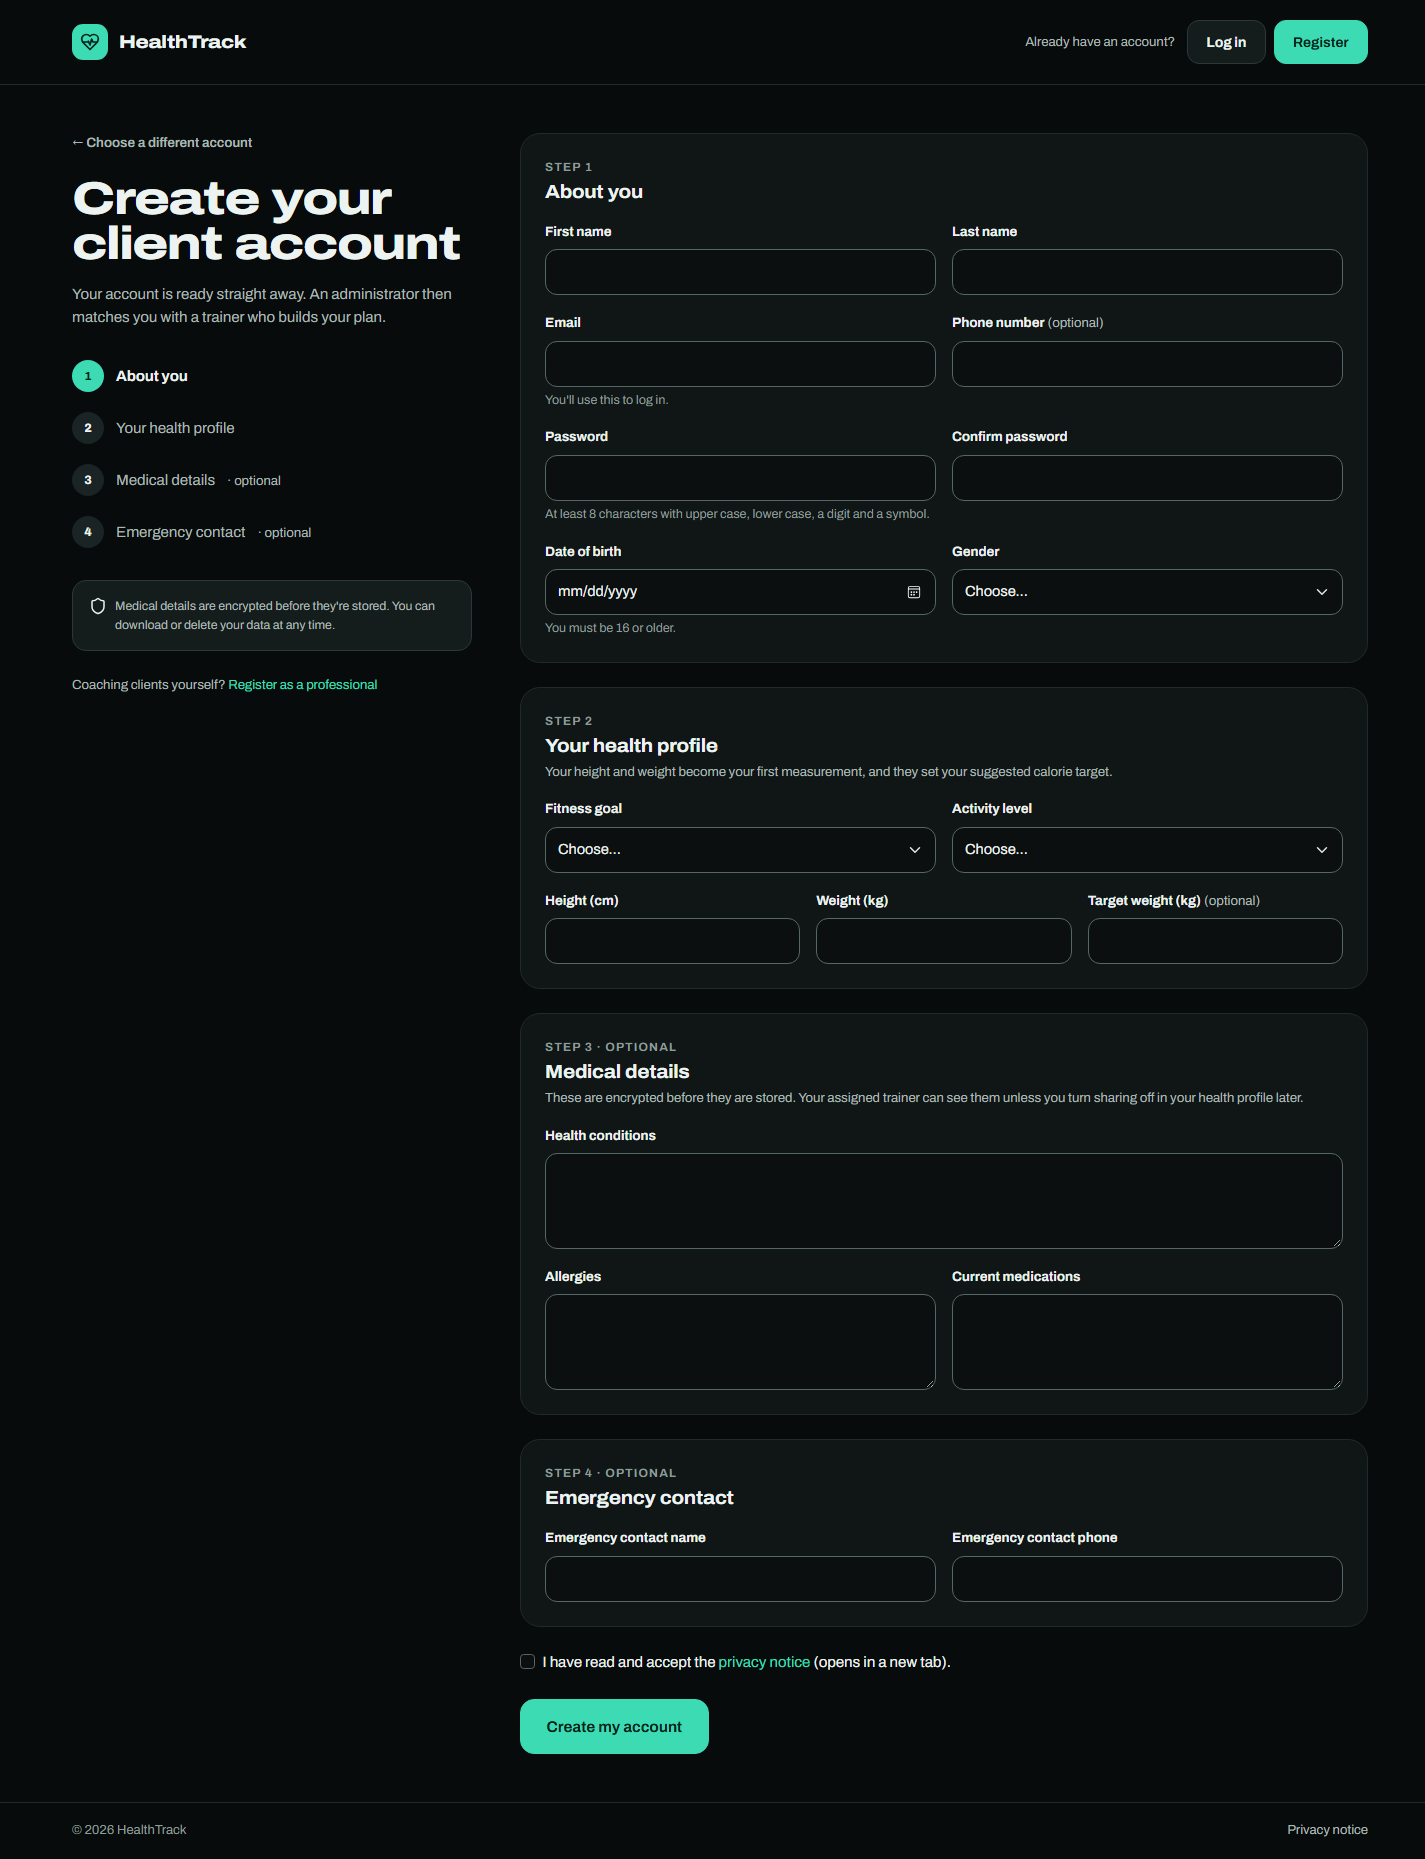 HealthTrack
Already have an account?
Log in
Register
← Choose a different account
Create your
client account
Your account is ready straight away. An administrator then
matches you with a trainer who builds your plan.
1 About you
2 Your health profile
3 Medical details · optional
4 Emergency contact · optional
Medical details are encrypted before they're stored. You can
download or delete your data at any time.
Coaching clients yourself? Register as a professional
STEP 1
About you
First name
Last name
Email
Phone number (optional)
You'll use this to log in.
Password
Confirm password
At least 8 characters with upper case, lower case, a digit and a symbol.
Date of birth
Gender
mm/dd/yyyy
Choose...
You must be 16 or older.
STEP 2
Your health profile
Your height and weight become your first measurement, and they set your suggested calorie target.
Fitness goal
Activity level
Choose...
Choose...
Height (cm)
Weight (kg)
Target weight (kg) (optional)
STEP 3 · OPTIONAL
Medical details
These are encrypted before they are stored. Your assigned trainer can see them unless you turn sharing off in your health profile later.
Health conditions
Allergies
Current medications
STEP 4 · OPTIONAL
Emergency contact
Emergency contact name
Emergency contact phone
I have read and accept the privacy notice (opens in a new tab).
Create my account
© 2026 HealthTrack
Privacy notice